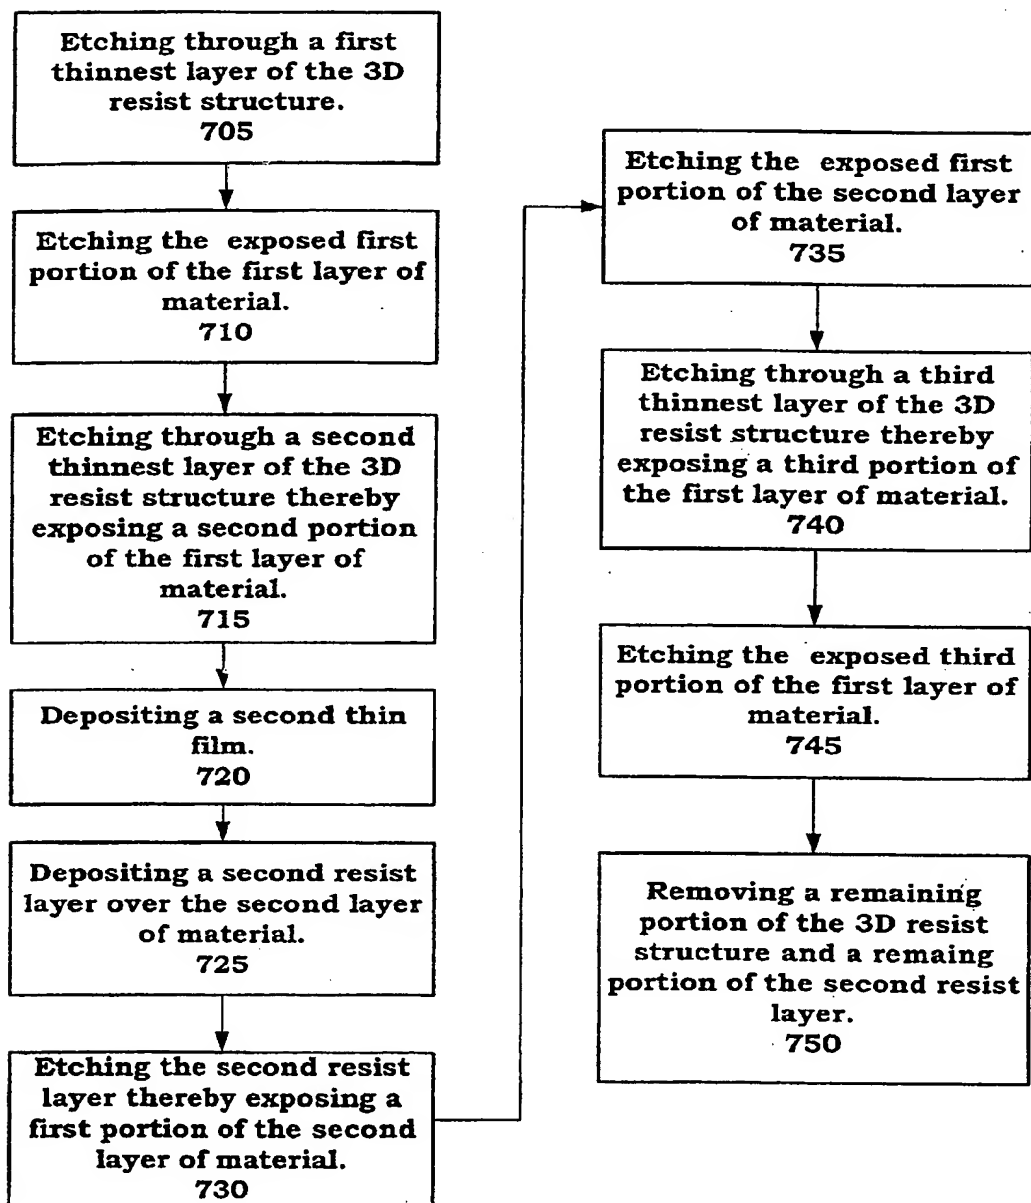 Etching through a first
thinnest layer of the 3D
resist structure.
705
Etching the exposed first
portion of the first layer of
material.
710
Etching through a second
thinnest layer of the 3D
resist structure thereby
exposing a second portion
of the first layer of
material.
715
Depositing a second thin
film.
720
Depositing a second resist
layer over the second layer
of material.
725
Etching the second resist
layer thereby exposing a
first portion of the second
layer of material.
730
Etching the exposed first
portion of the second layer
of material.
735
Etching through a third
thinnest layer of the 3D
resist structure thereby
exposing a third portion of
the first layer of material.
740
Etching the exposed third
portion of the first layer of
material.
745
Removing a remaining
portion of the 3D resist
structure and a remaing
portion of the second resist
layer.
750